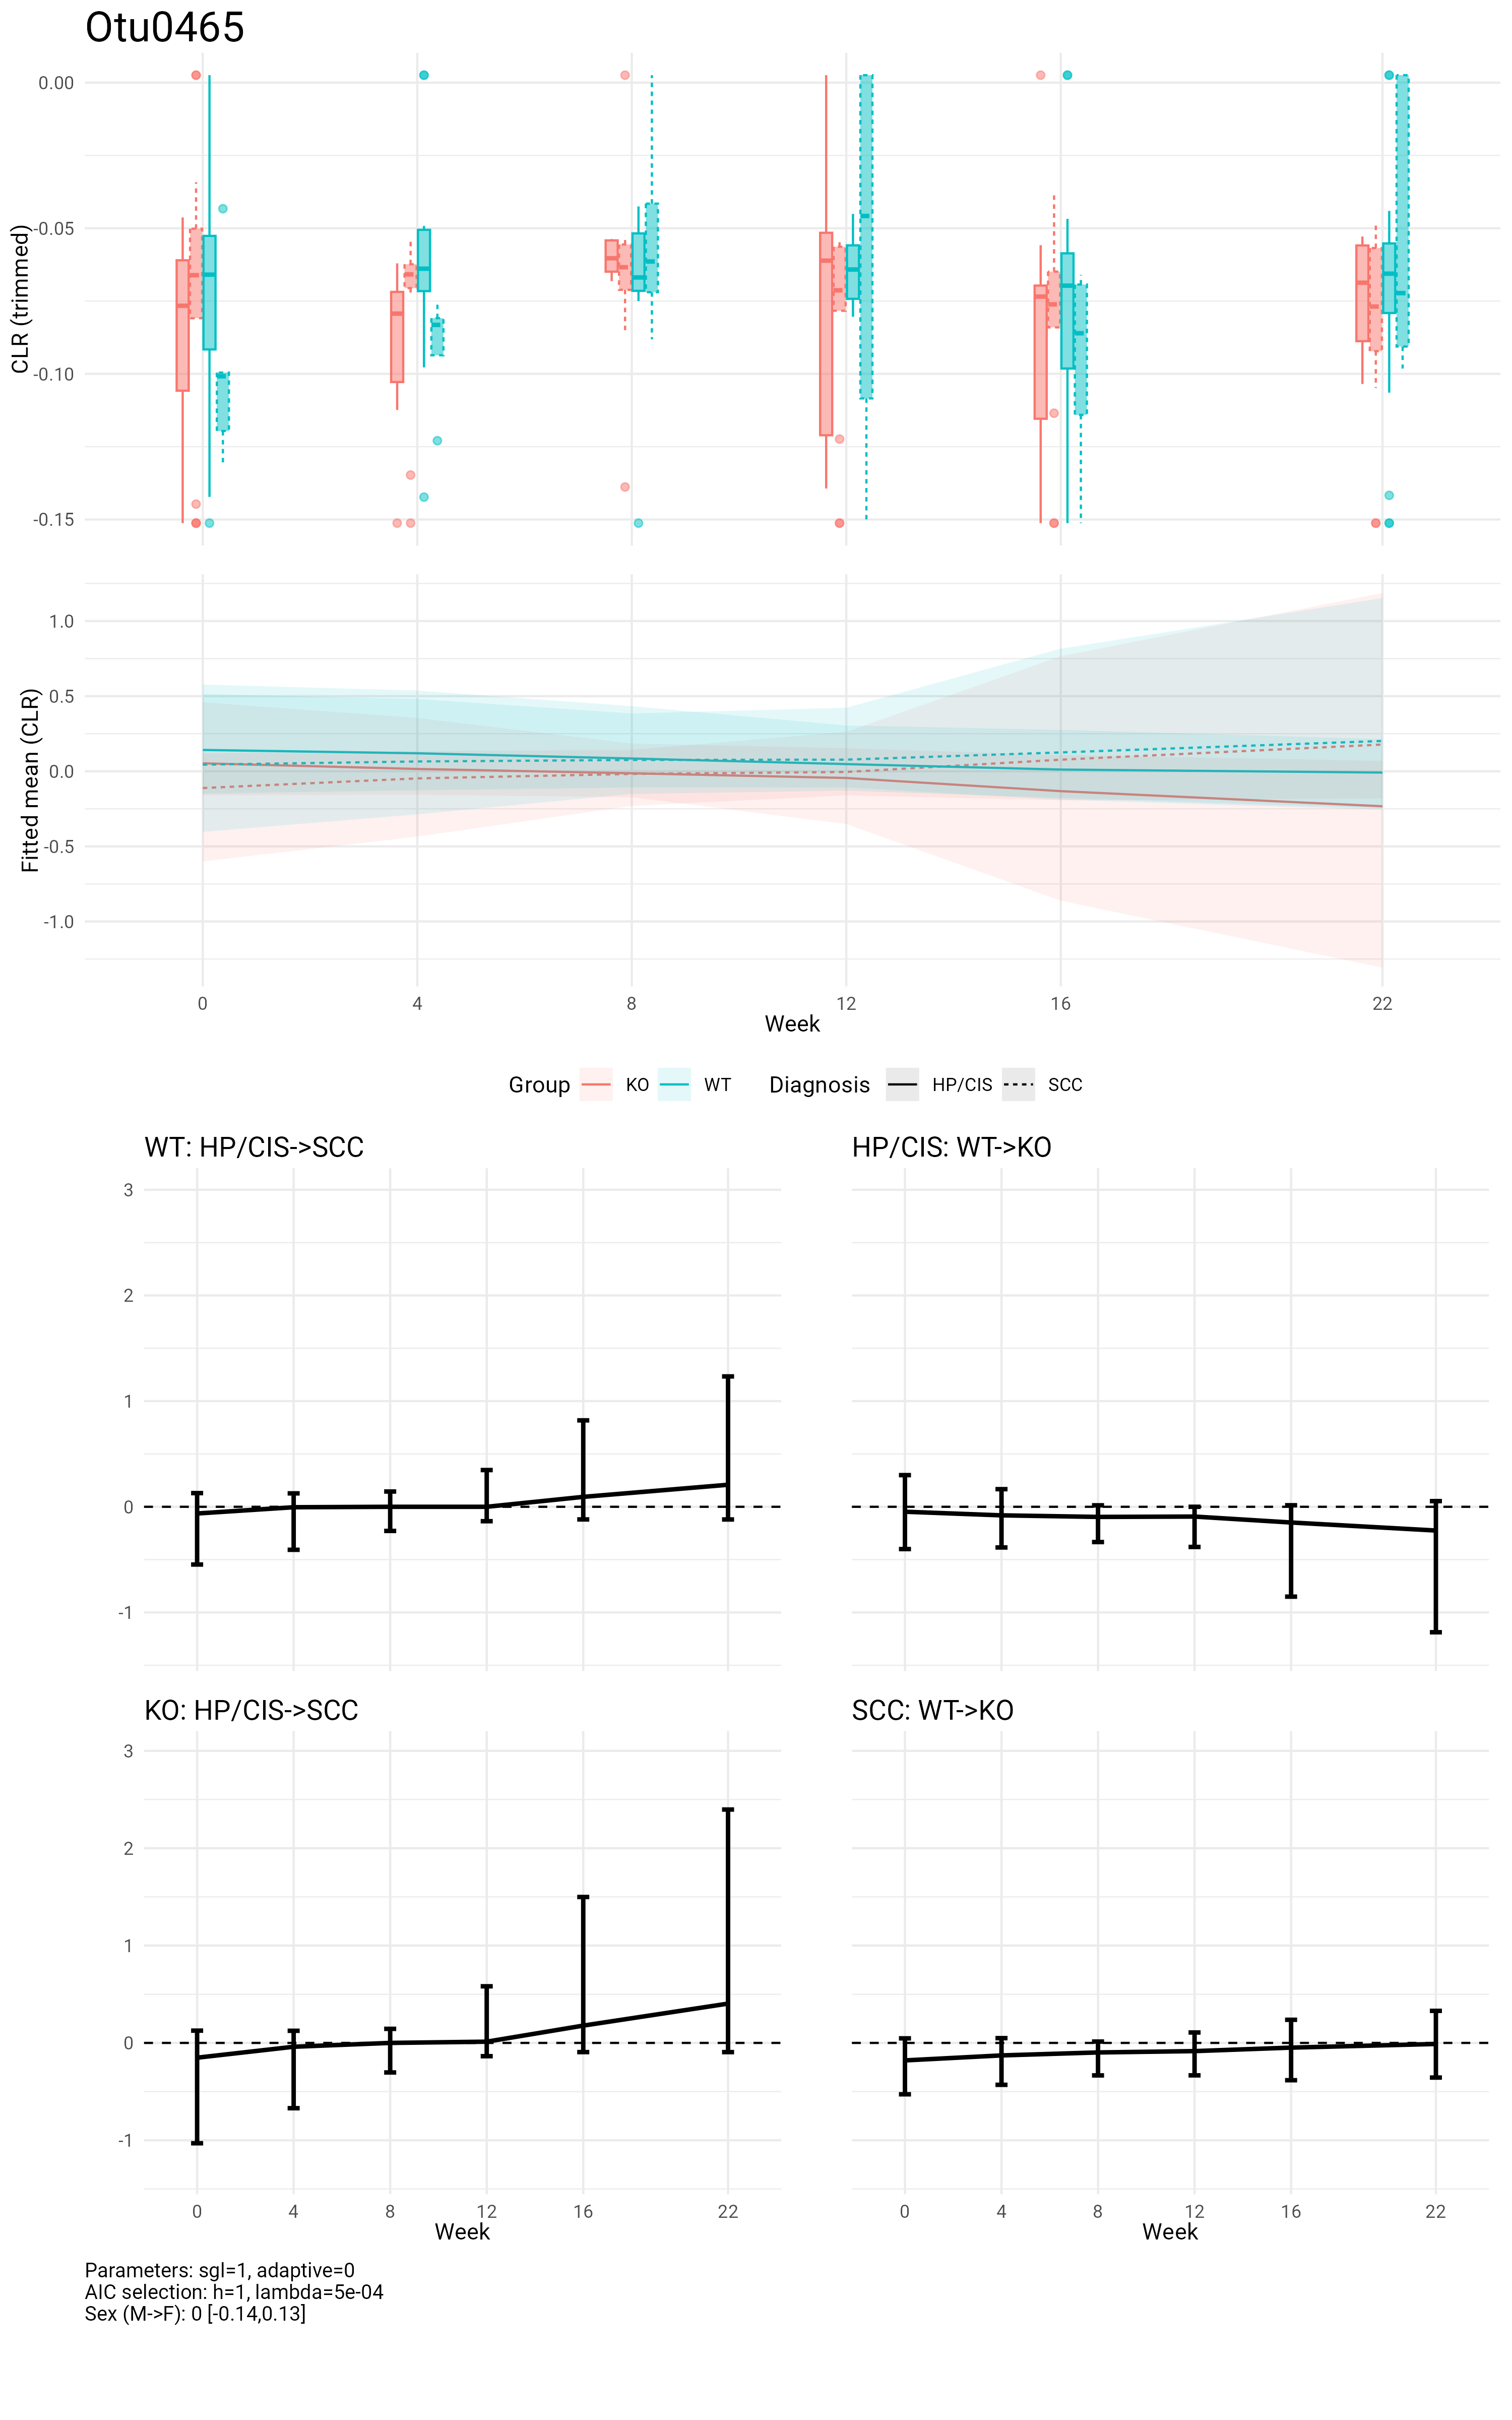 Otu0465
CLR (trimmed)
0.00
-0.05
-0.10
-0.15
Fitted mean (CLR)
1.0
0.5
0.0
-0.5
-1.0
0 4 8 12 16 22
Week
Group KO WT Diagnosis HP/CIS SCC
WT: HP/CIS->SCC
3
2
1
0
-1
HP/CIS: WT->KO
KO: HP/CIS->SCC
3
2
1
0
-1
0 4 8 12 16 22
Week
SCC: WT->KO
0 4 8 12 16 22
Week
Parameters: sgl=1, adaptive=0
AIC selection: h=1, lambda=5e-04
Sex (M->F): 0 [-0.14,0.13]